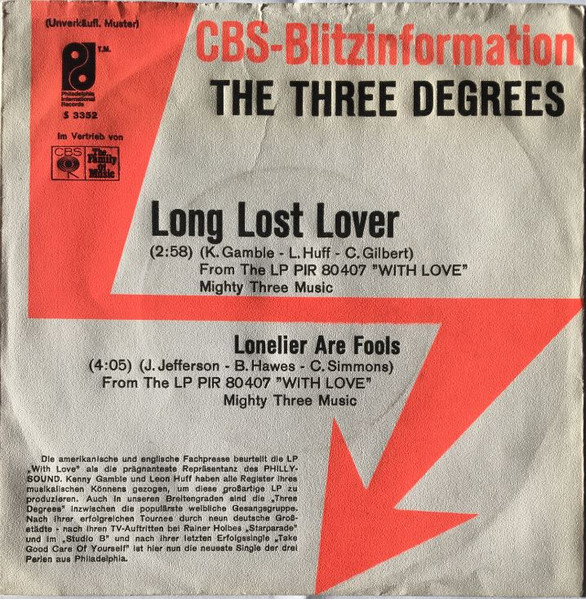 (Unverkäufl. Muster)
CBS-Blitzinformation
T.M.
Philadelphia
International
Records
THE THREE DEGREES
S 3352
Im Vertrieb von
CBS
The
Family
Of
Music
Long Lost Lover
(2:58) (K. Gamble - L. Huff - C. Gilbert)
From The LP PIR 80407 "WITH LOVE"
Mighty Three Music
Lonelier Are Fools
(4:05) (J. Jefferson - B. Hawes - C. Simmons)
From The LP PIR 80407 "WITH LOVE"
Mighty Three Music
Die amerikanische und englische Fachpresse beurteilt die LP
„With Love" als die prägnanteste Repräsentanz des PHILLY-
SOUND. Kenny Gamble und Leon Huff haben alle Register ihres
musikalischen Könnens gezogen, um diese großartige LP zu
produzieren. Auch in unseren Breitengraden sind die „Three
Degrees" inzwischen die populärste weibliche Gesangsgruppe.
Nach ihrer erfolgreichen Tournee durch neun deutsche Groß-
städte - nach ihren TV-Auftritten bei Rainer Holbes „Starparade"
und im „Studio B" und nach ihrer letzten Erfolgssingle „Take
Good Care Of Yourself" ist hier nun die neueste Single der drei
Perlen aus Philadelphia.